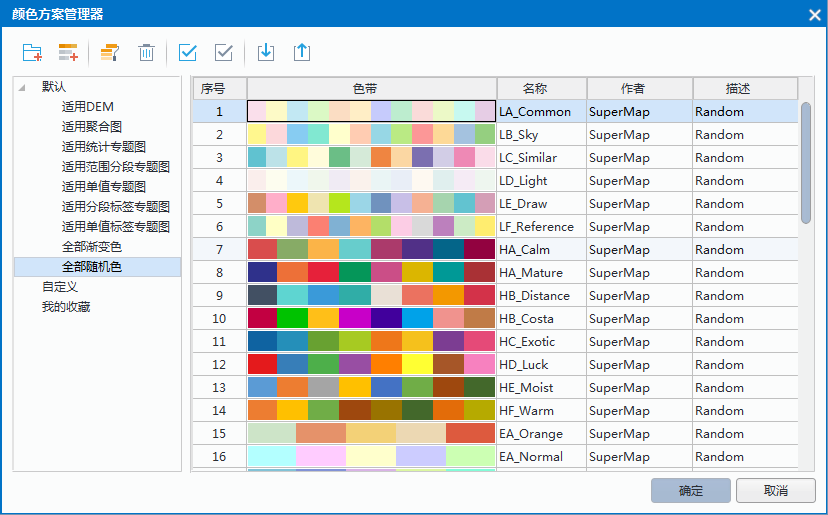 颜色方案管理器
默认
适用DEM
适用聚合图
适用统计专题图
适用范围分段专题图
适用单值专题图
适用分段标签专题图
适用单值标签专题图
全部渐变色
全部随机色
自定义
我的收藏
序号 色带 名称 作者 描述
1 LA_Common SuperMap Random
2 LB_Sky SuperMap Random
3 LC_Similar SuperMap Random
4 LD_Light SuperMap Random
5 LE_Draw SuperMap Random
6 LF_Reference SuperMap Random
7 HA_Calm SuperMap Random
8 HA_Mature SuperMap Random
9 HB_Distance SuperMap Random
10 HB_Costa SuperMap Random
11 HC_Exotic SuperMap Random
12 HD_Luck SuperMap Random
13 HE_Moist SuperMap Random
14 HF_Warm SuperMap Random
15 EA_Orange SuperMap Random
16 EA_Normal SuperMap Random
确定 取消